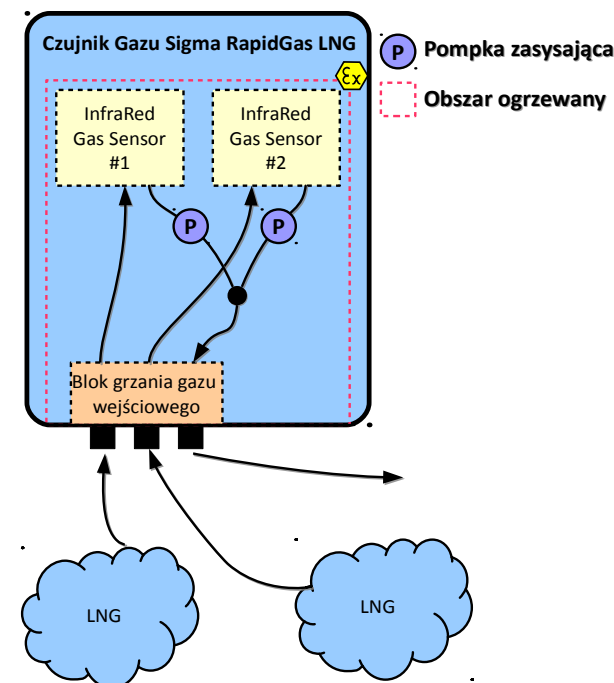 Czujnik Gazu Sigma RapidGas LNG
P Pompka zasysająca
Obszar ogrzewany
εx
InfraRed
Gas Sensor
#1
InfraRed
Gas Sensor
#2
P
P
Blok grzania gazu
wejściowego
LNG
LNG